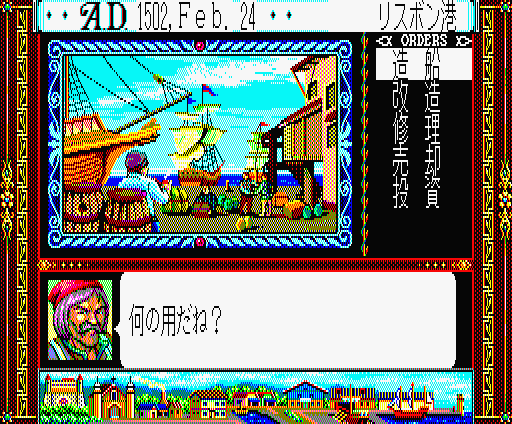 A.D. 1502, Feb. 24
リスボン港
ORDERS
造船
改造
修理
売却
投資
何の用だね？